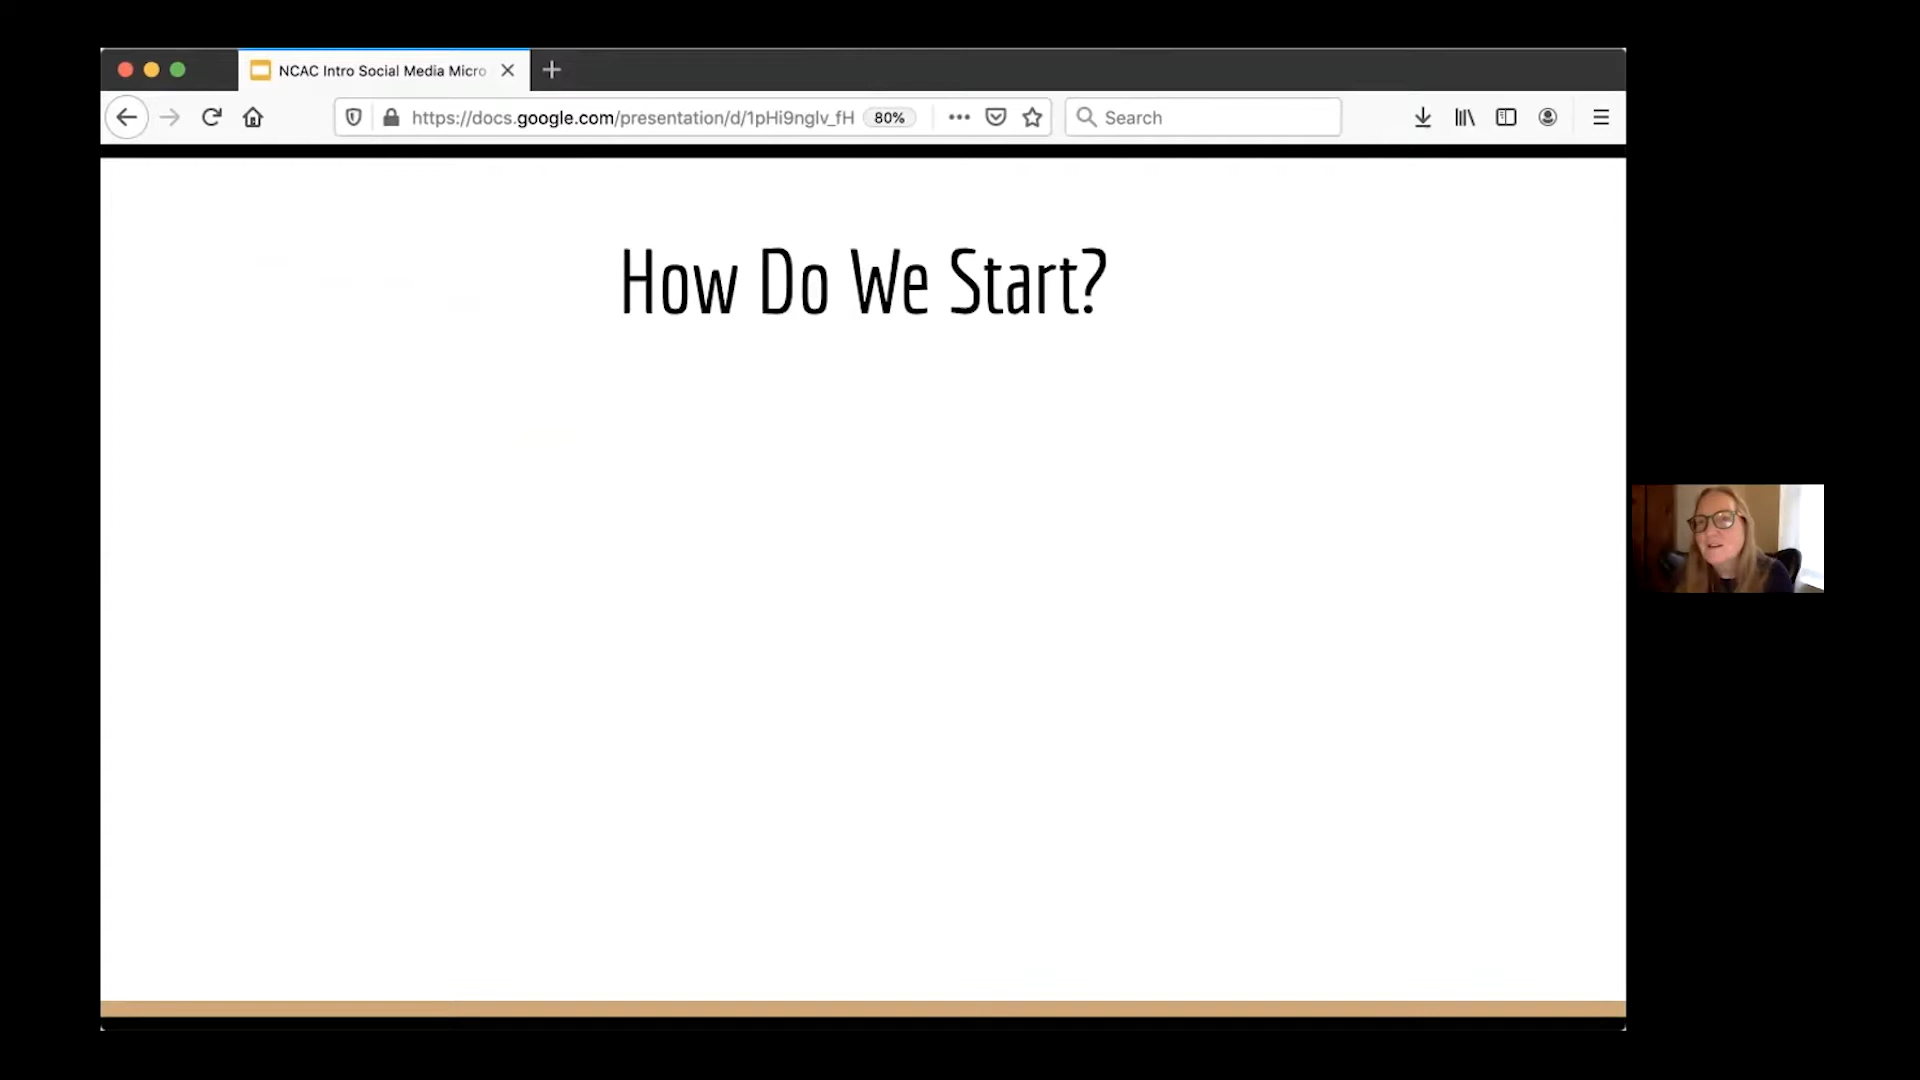 NCAC Intro Social Media Micro
https://docs.google.com/presentation/d/1pHi9nglv_fH
80%
Search
How Do We Start?